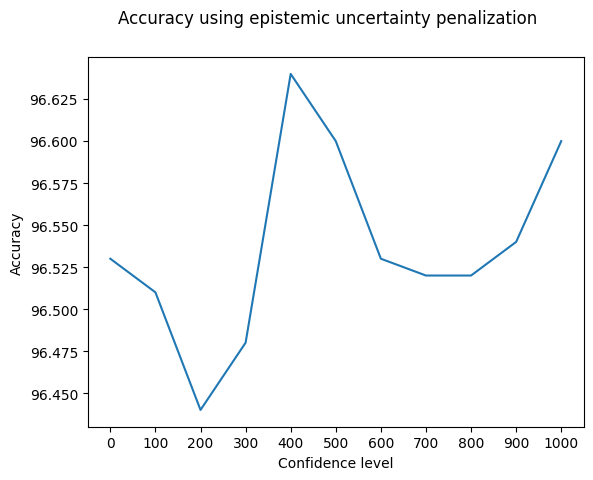 Accuracy using epistemic uncertainty penalization
96.625
96.600
96.575
96.550
96.525
96.500
96.475
96.450
Accuracy
0 100 200 300 400 500 600 700 800 900 1000
Confidence level